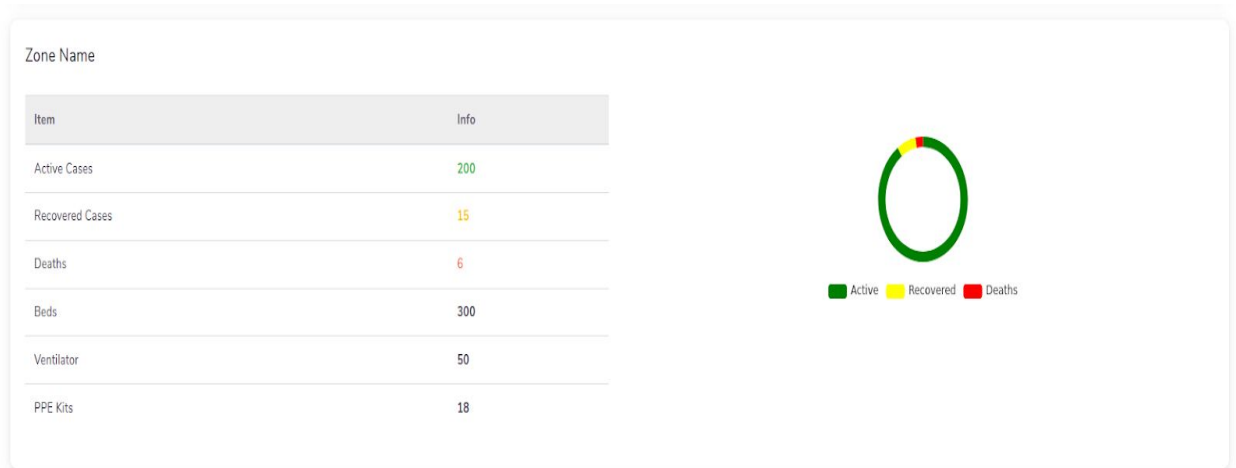 Zone Name
Item Info
Active Cases 200
Recovered Cases 15
Deaths 6
Beds 300
Ventilator 50
PPE Kits 18
Active Recovered Deaths